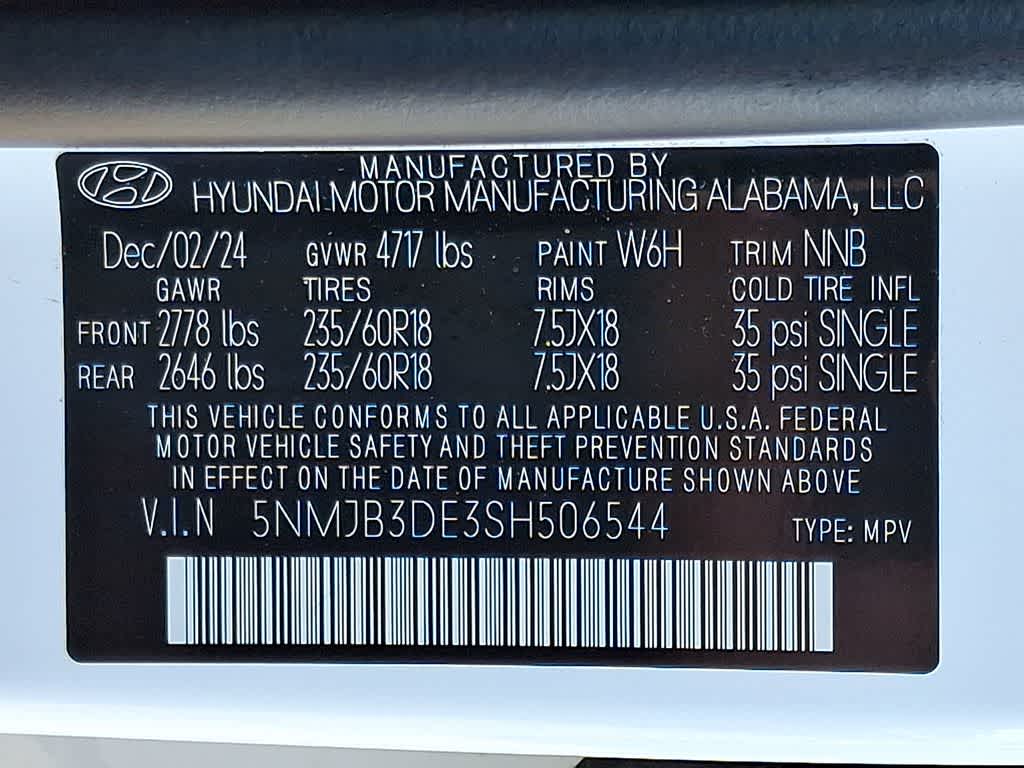 MANUFACTURED BY
HYUNDAI MOTOR MANUFACTURING ALABAMA, LLC
Dec/02/24 GVWR 4717 lbs PAINT W6H TRIM NNB
GAWR TIRES RIMS COLD TIRE INFL
FRONT 2778 lbs 235/60R18 7.5JX18 35 psi SINGLE
REAR 2646 lbs 235/60R18 7.5JX18 35 psi SINGLE
THIS VEHICLE CONFORMS TO ALL APPLICABLE U.S.A. FEDERAL
MOTOR VEHICLE SAFETY AND THEFT PREVENTION STANDARDS
IN EFFECT ON THE DATE OF MANUFACTURE SHOWN ABOVE
V.I.N 5NMJB3DE3SH506544 TYPE: MPV